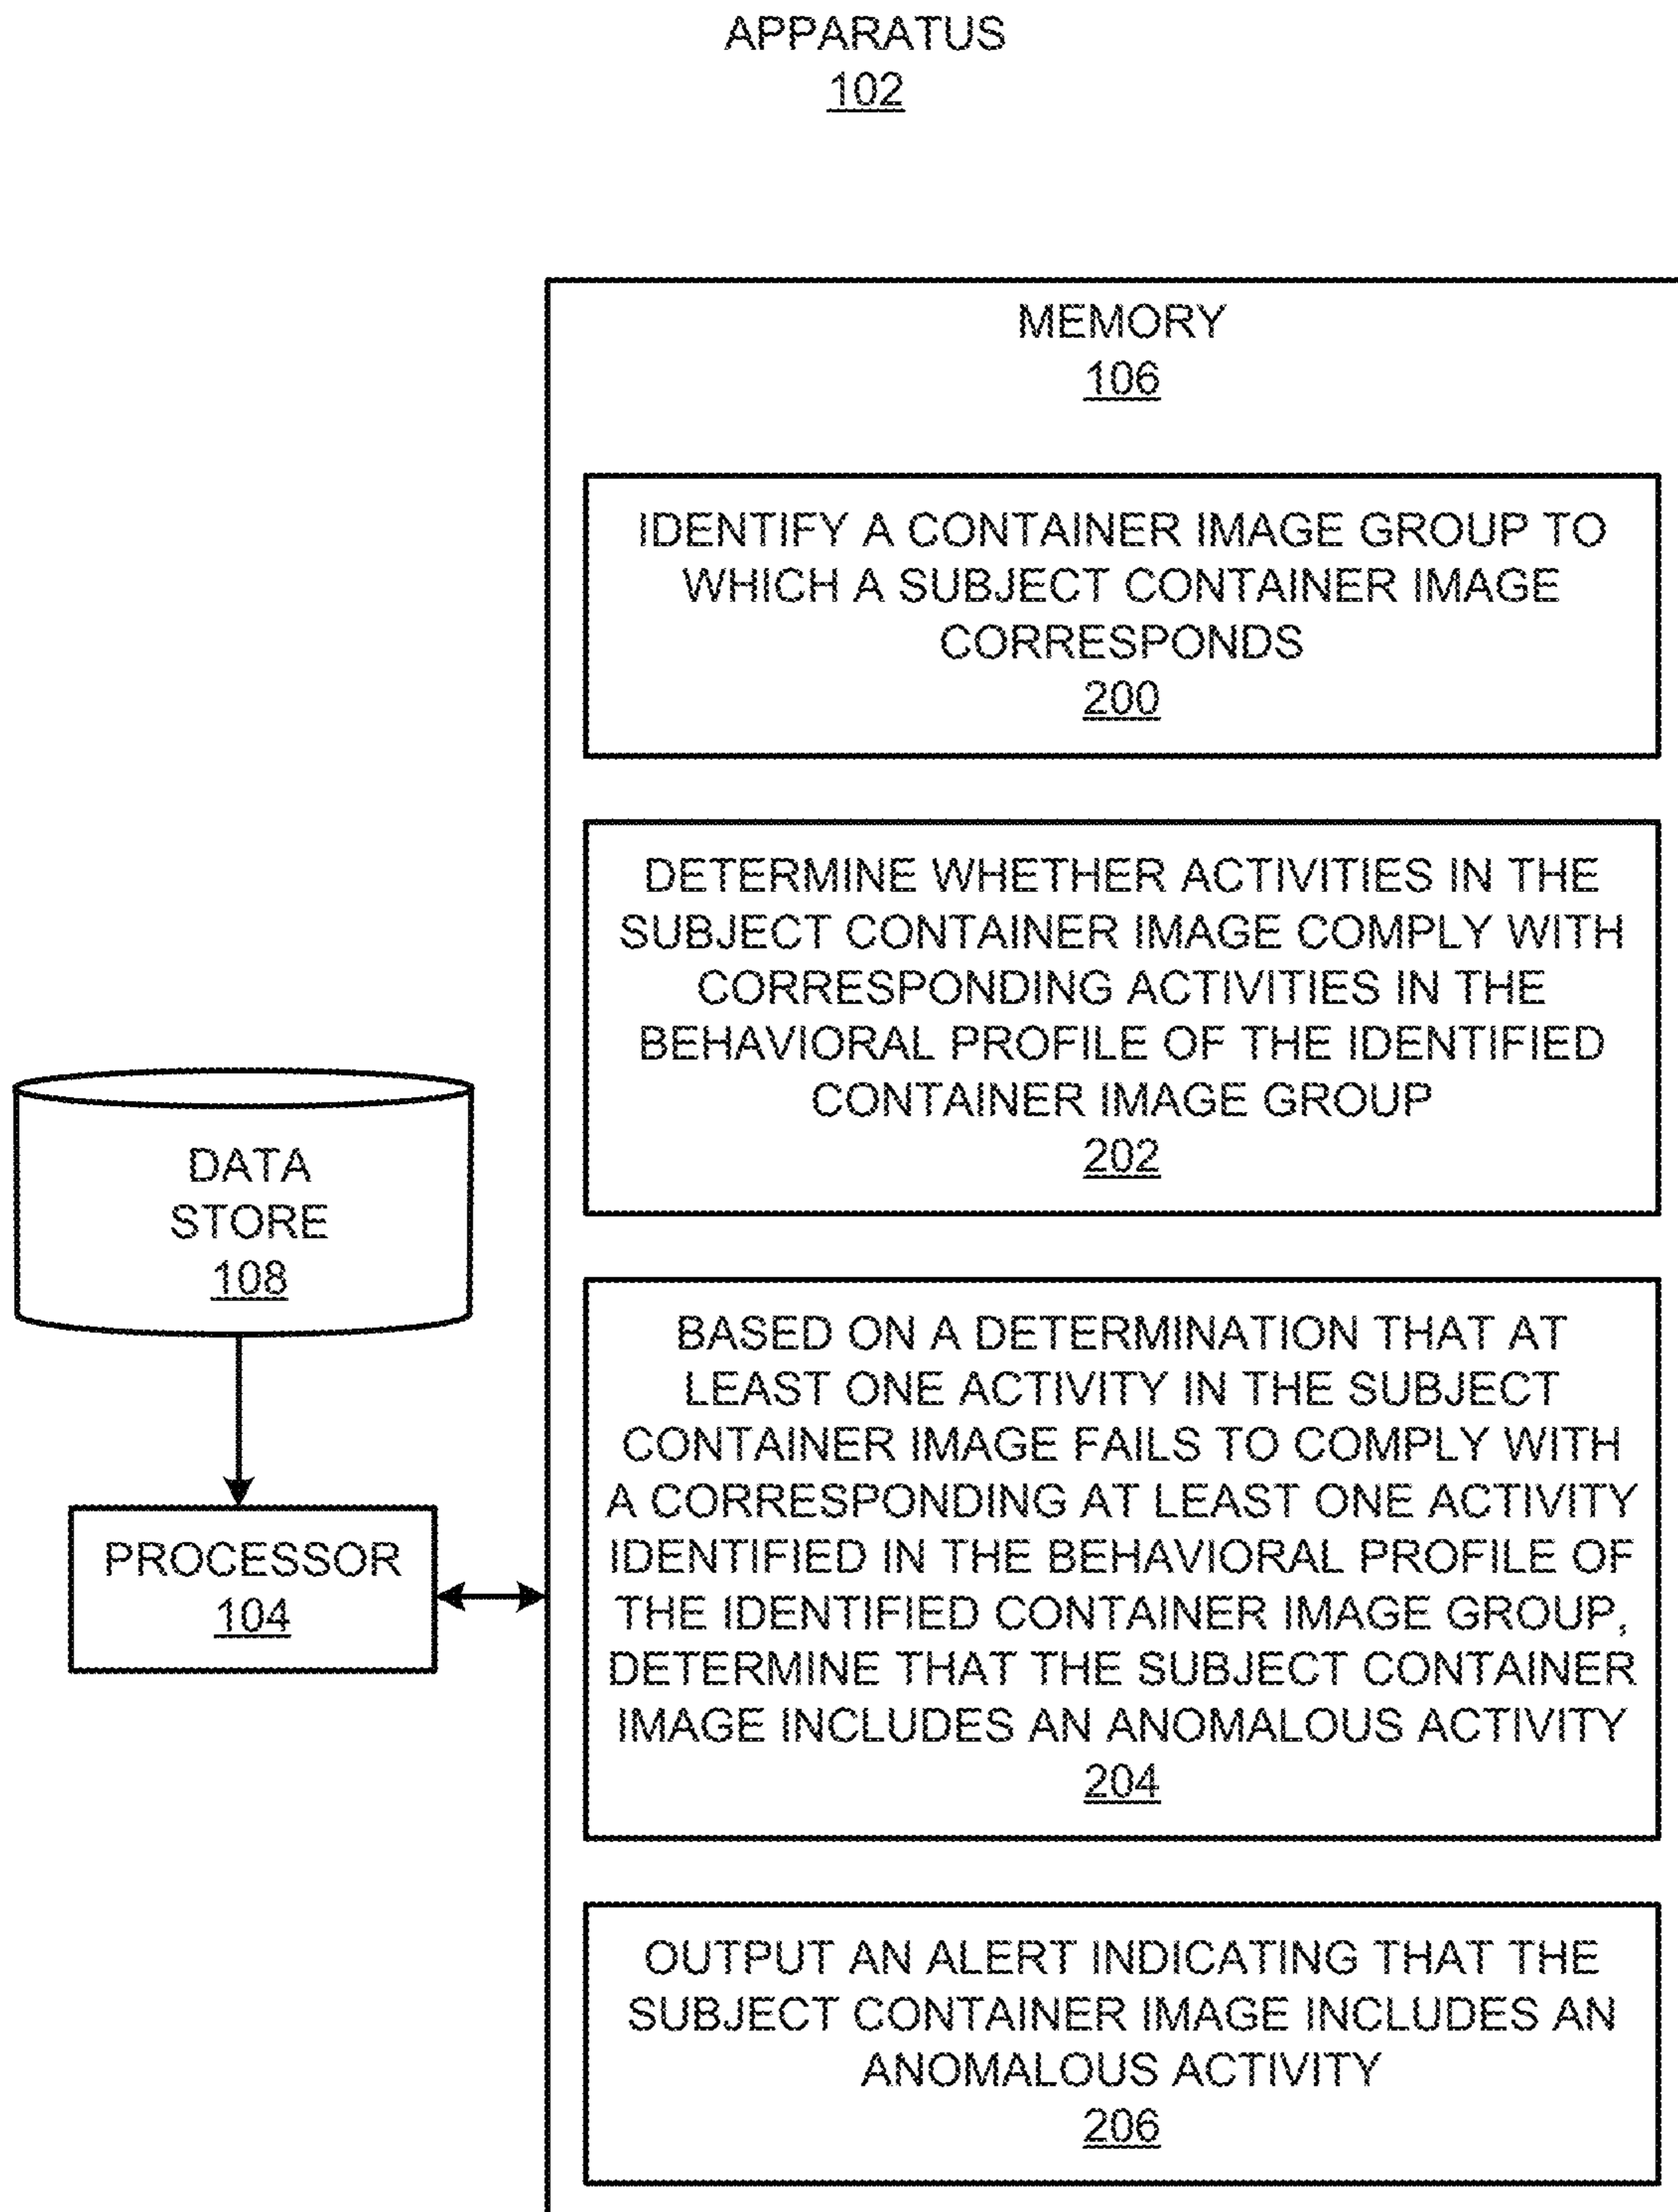 APPARATUS
102
MEMORY
106
IDENTIFY A CONTAINER IMAGE GROUP TO
WHICH A SUBJECT CONTAINER IMAGE
CORRESPONDS
200
DETERMINE WHETHER ACTIVITIES IN THE
SUBJECT CONTAINER IMAGE COMPLY WITH
CORRESPONDING ACTIVITIES IN THE
BEHAVIORAL PROFILE OF THE IDENTIFIED
CONTAINER IMAGE GROUP
202
DATA
STORE
108
PROCESSOR
104
BASED ON A DETERMINATION THAT AT
LEAST ONE ACTIVITY IN THE SUBJECT
CONTAINER IMAGE FAILS TO COMPLY WITH
A CORRESPONDING AT LEAST ONE ACTIVITY
IDENTIFIED IN THE BEHAVIORAL PROFILE OF
THE IDENTIFIED CONTAINER IMAGE GROUP,
DETERMINE THAT THE SUBJECT CONTAINER
IMAGE INCLUDES AN ANOMALOUS ACTIVITY
204
OUTPUT AN ALERT INDICATING THAT THE
SUBJECT CONTAINER IMAGE INCLUDES AN
ANOMALOUS ACTIVITY
206